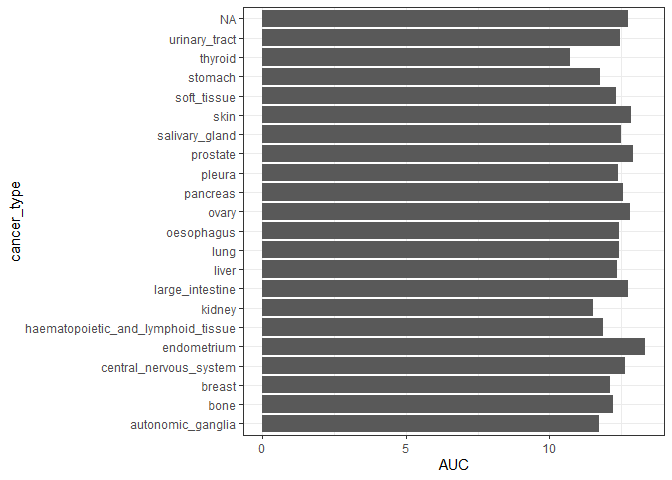 NA
urinary_tract
thyroid
stomach
soft_tissue
skin
salivary_gland
prostate
pleura
pancreas
ovary
oesophagus
lung
liver
large_intestine
kidney
haematopoietic_and_lymphoid_tissue
endometrium
central_nervous_system
breast
bone
autonomic_ganglia
cancer_type
0 5 10
AUC